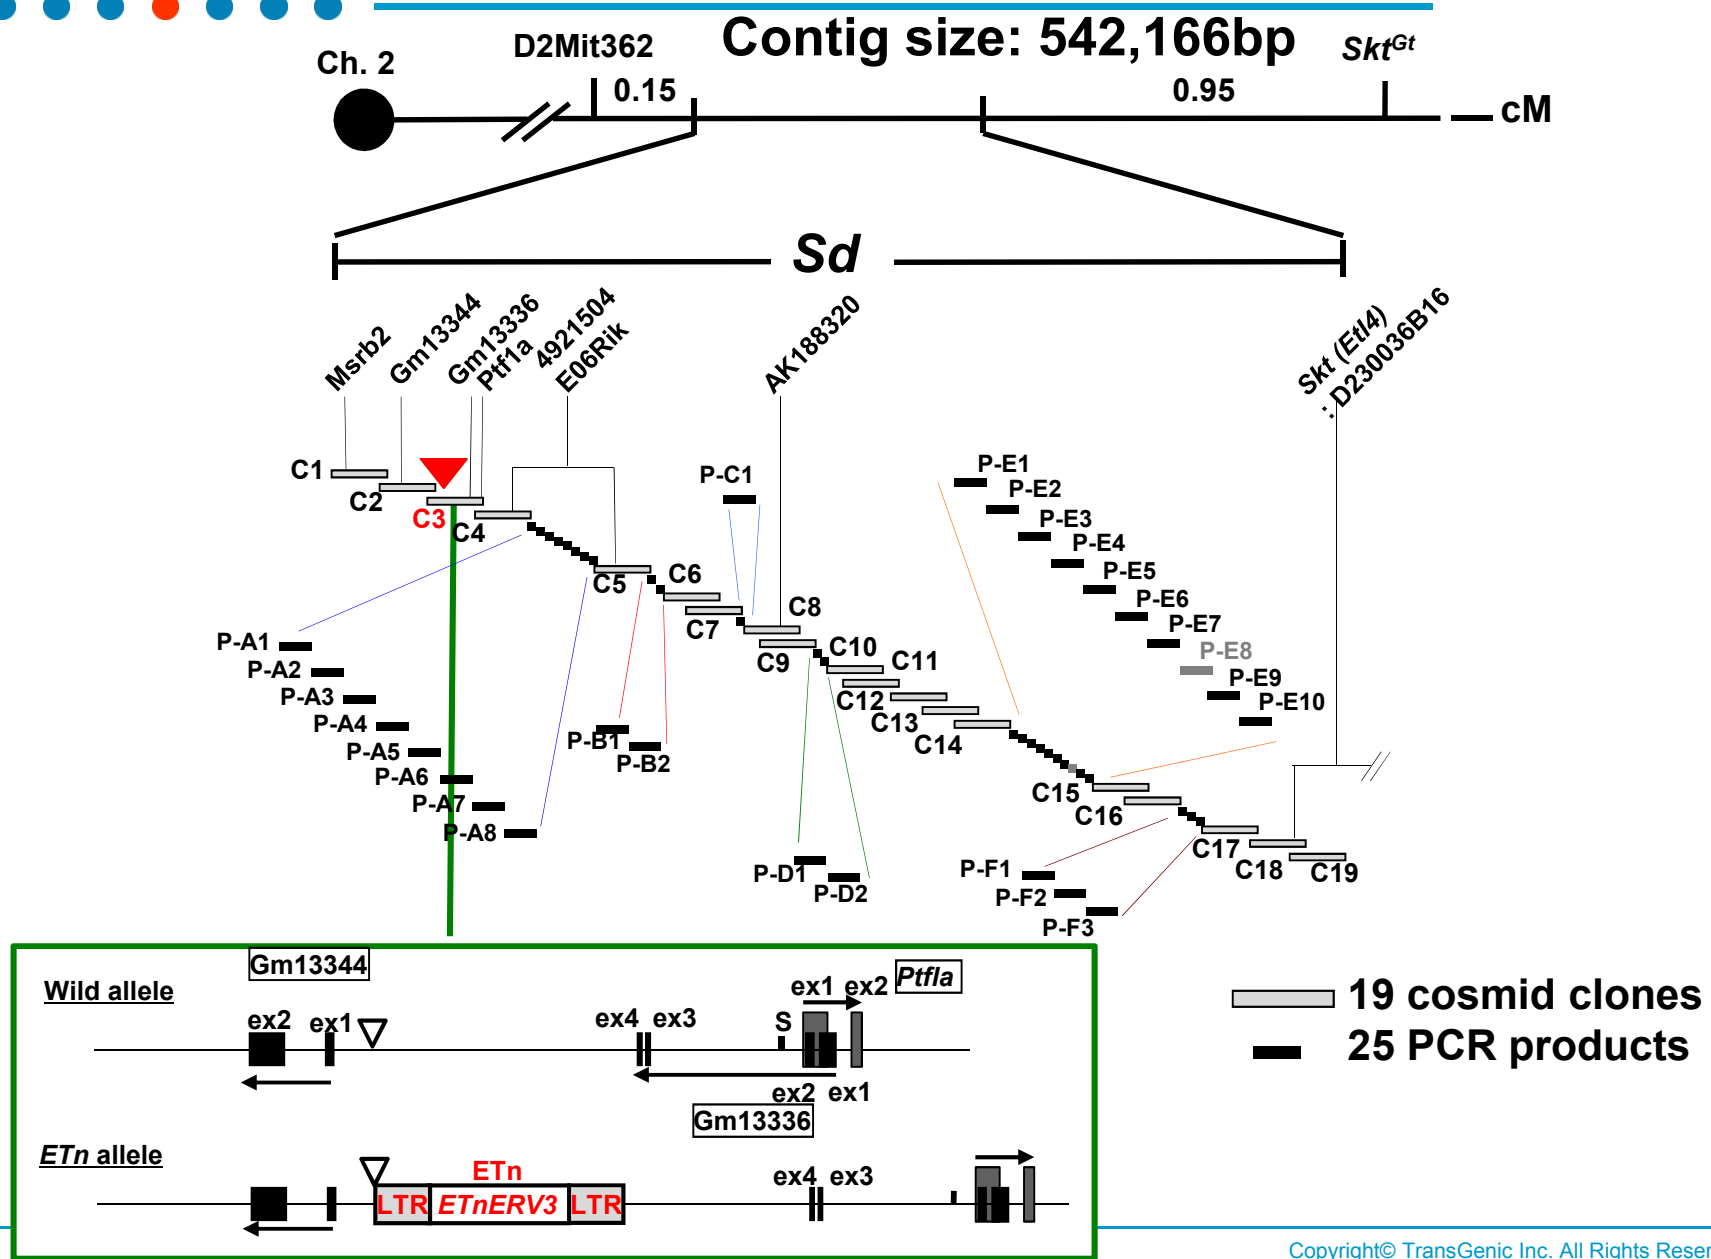 Contig size: 542,166bp
Ch. 2
D2Mit362
Skt^Gt
0.15
0.95
cM
Sd
Msrb2
Gm13344
Gm13336
Ptf1a
4921504
E06Rik
AK188320
Skt (Etl4)
: D230036B16
C1
C2
C3
C4
C5
C6
C7
C8
C9
C10
C11
C12
C13
C14
C15
C16
C17
C18
C19
P-A1
P-A2
P-A3
P-A4
P-A5
P-A6
P-A7
P-A8
P-B1
P-B2
P-C1
P-D1
P-D2
P-E1
P-E2
P-E3
P-E4
P-E5
P-E6
P-E7
P-E8
P-E9
P-E10
P-F1
P-F2
P-F3
Gm13344
Wild allele
ex2 ex1
ex4 ex3
S
ex1 ex2
Ptfla
ex2 ex1
Gm13336
ETn allele
ETn
LTR ETnERV3 LTR
ex4 ex3
19 cosmid clones
25 PCR products
Copyright© TransGenic Inc. All Rights Reser